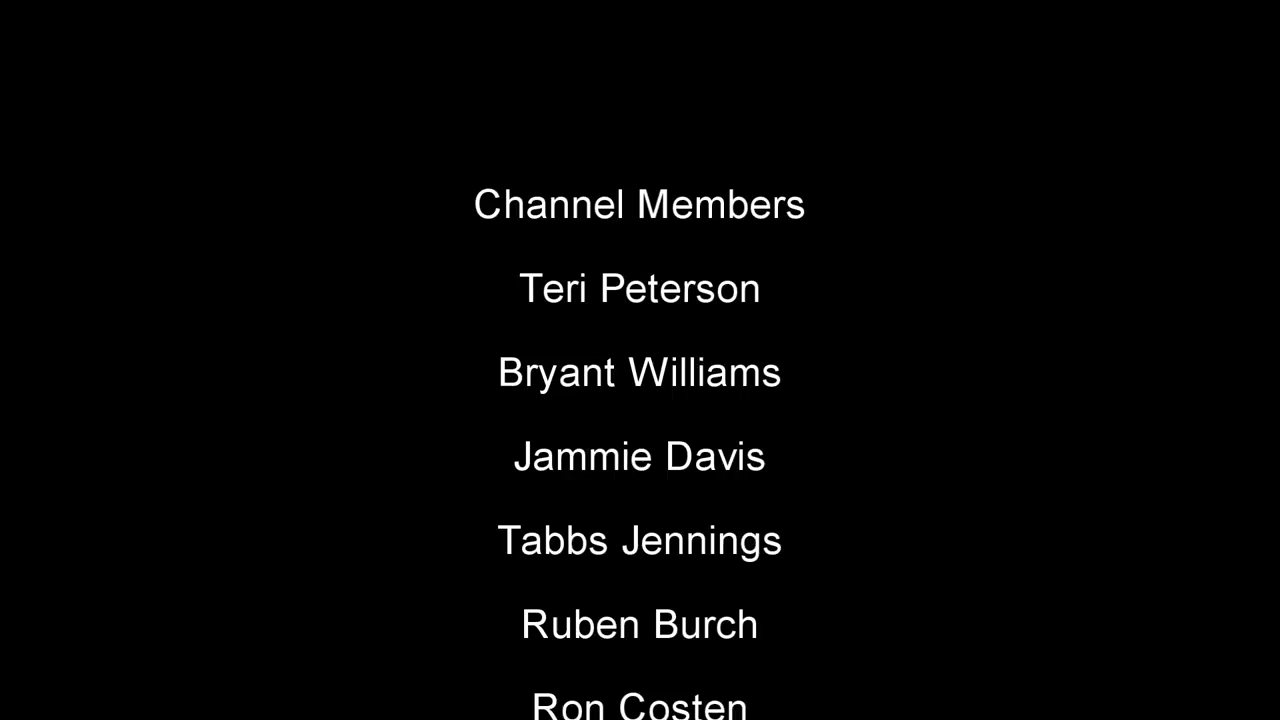 Channel Members
Teri Peterson
Bryant Williams
Jammie Davis
Tabbs Jennings
Ruben Burch
Ron Costen